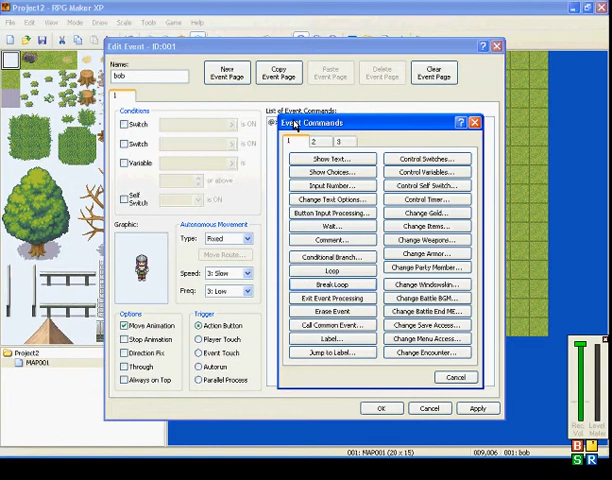 Project2 - RPG Maker XP
File Edit View Mode Draw Scale Tools Game Help
Edit Event - ID:001
Name:
bob
New Event Page
Copy Event Page
Paste Event Page
Delete Event Page
Clear Event Page
1
Conditions
Switch
is ON
Switch
is ON
Variable
is
or above
Self Switch
is ON
Graphic:
Autonomous Movement
Type:
Fixed
Move Route...
Speed:
3: Slow
Freq:
3: Low
Options
Move Animation
Stop Animation
Direction Fix
Through
Always on Top
Trigger
Action Button
Player Touch
Event Touch
Autorun
Parallel Process
List of Event Commands:
Event Commands
1 2 3
Show Text...
Show Choices...
Input Number...
Change Text Options...
Button Input Processing...
Wait...
Comment...
Conditional Branch...
Loop
Break Loop
Exit Event Processing
Erase Event
Call Common Event...
Label...
Jump to Label...
Control Switches...
Control Variables...
Control Self Switch...
Control Timer...
Change Gold...
Change Items...
Change Weapons...
Change Armor...
Change Party Member...
Change Windowskin...
Change Battle BGM...
Change Battle End ME...
Change Save Access...
Change Menu Access...
Change Encounter...
Cancel
OK
Cancel
Apply
Project2
MAP001
Rec. Vol
Level Meter
B
S R
001: MAP001 (20 x 15)
009,006
001: bob